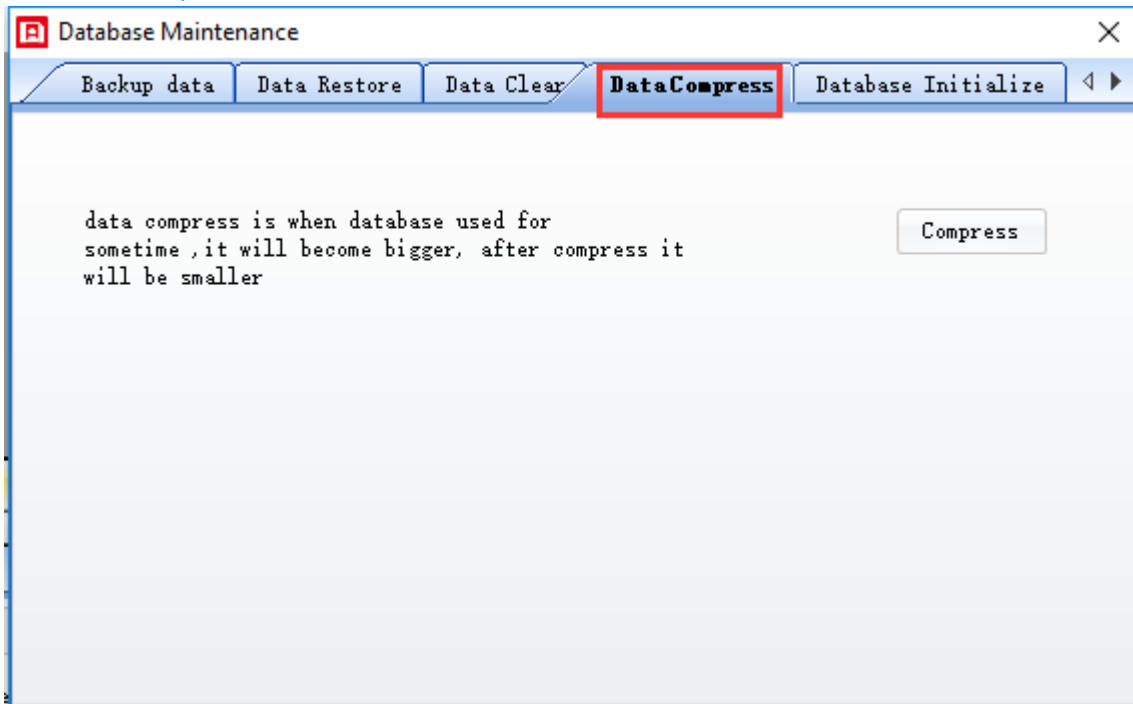 Database Maintenance
Backup data Data Restore Data Clear DataCompress Database Initialize
data compress is when database used for
sometime ,it will become bigger, after compress it
will be smaller
Compress